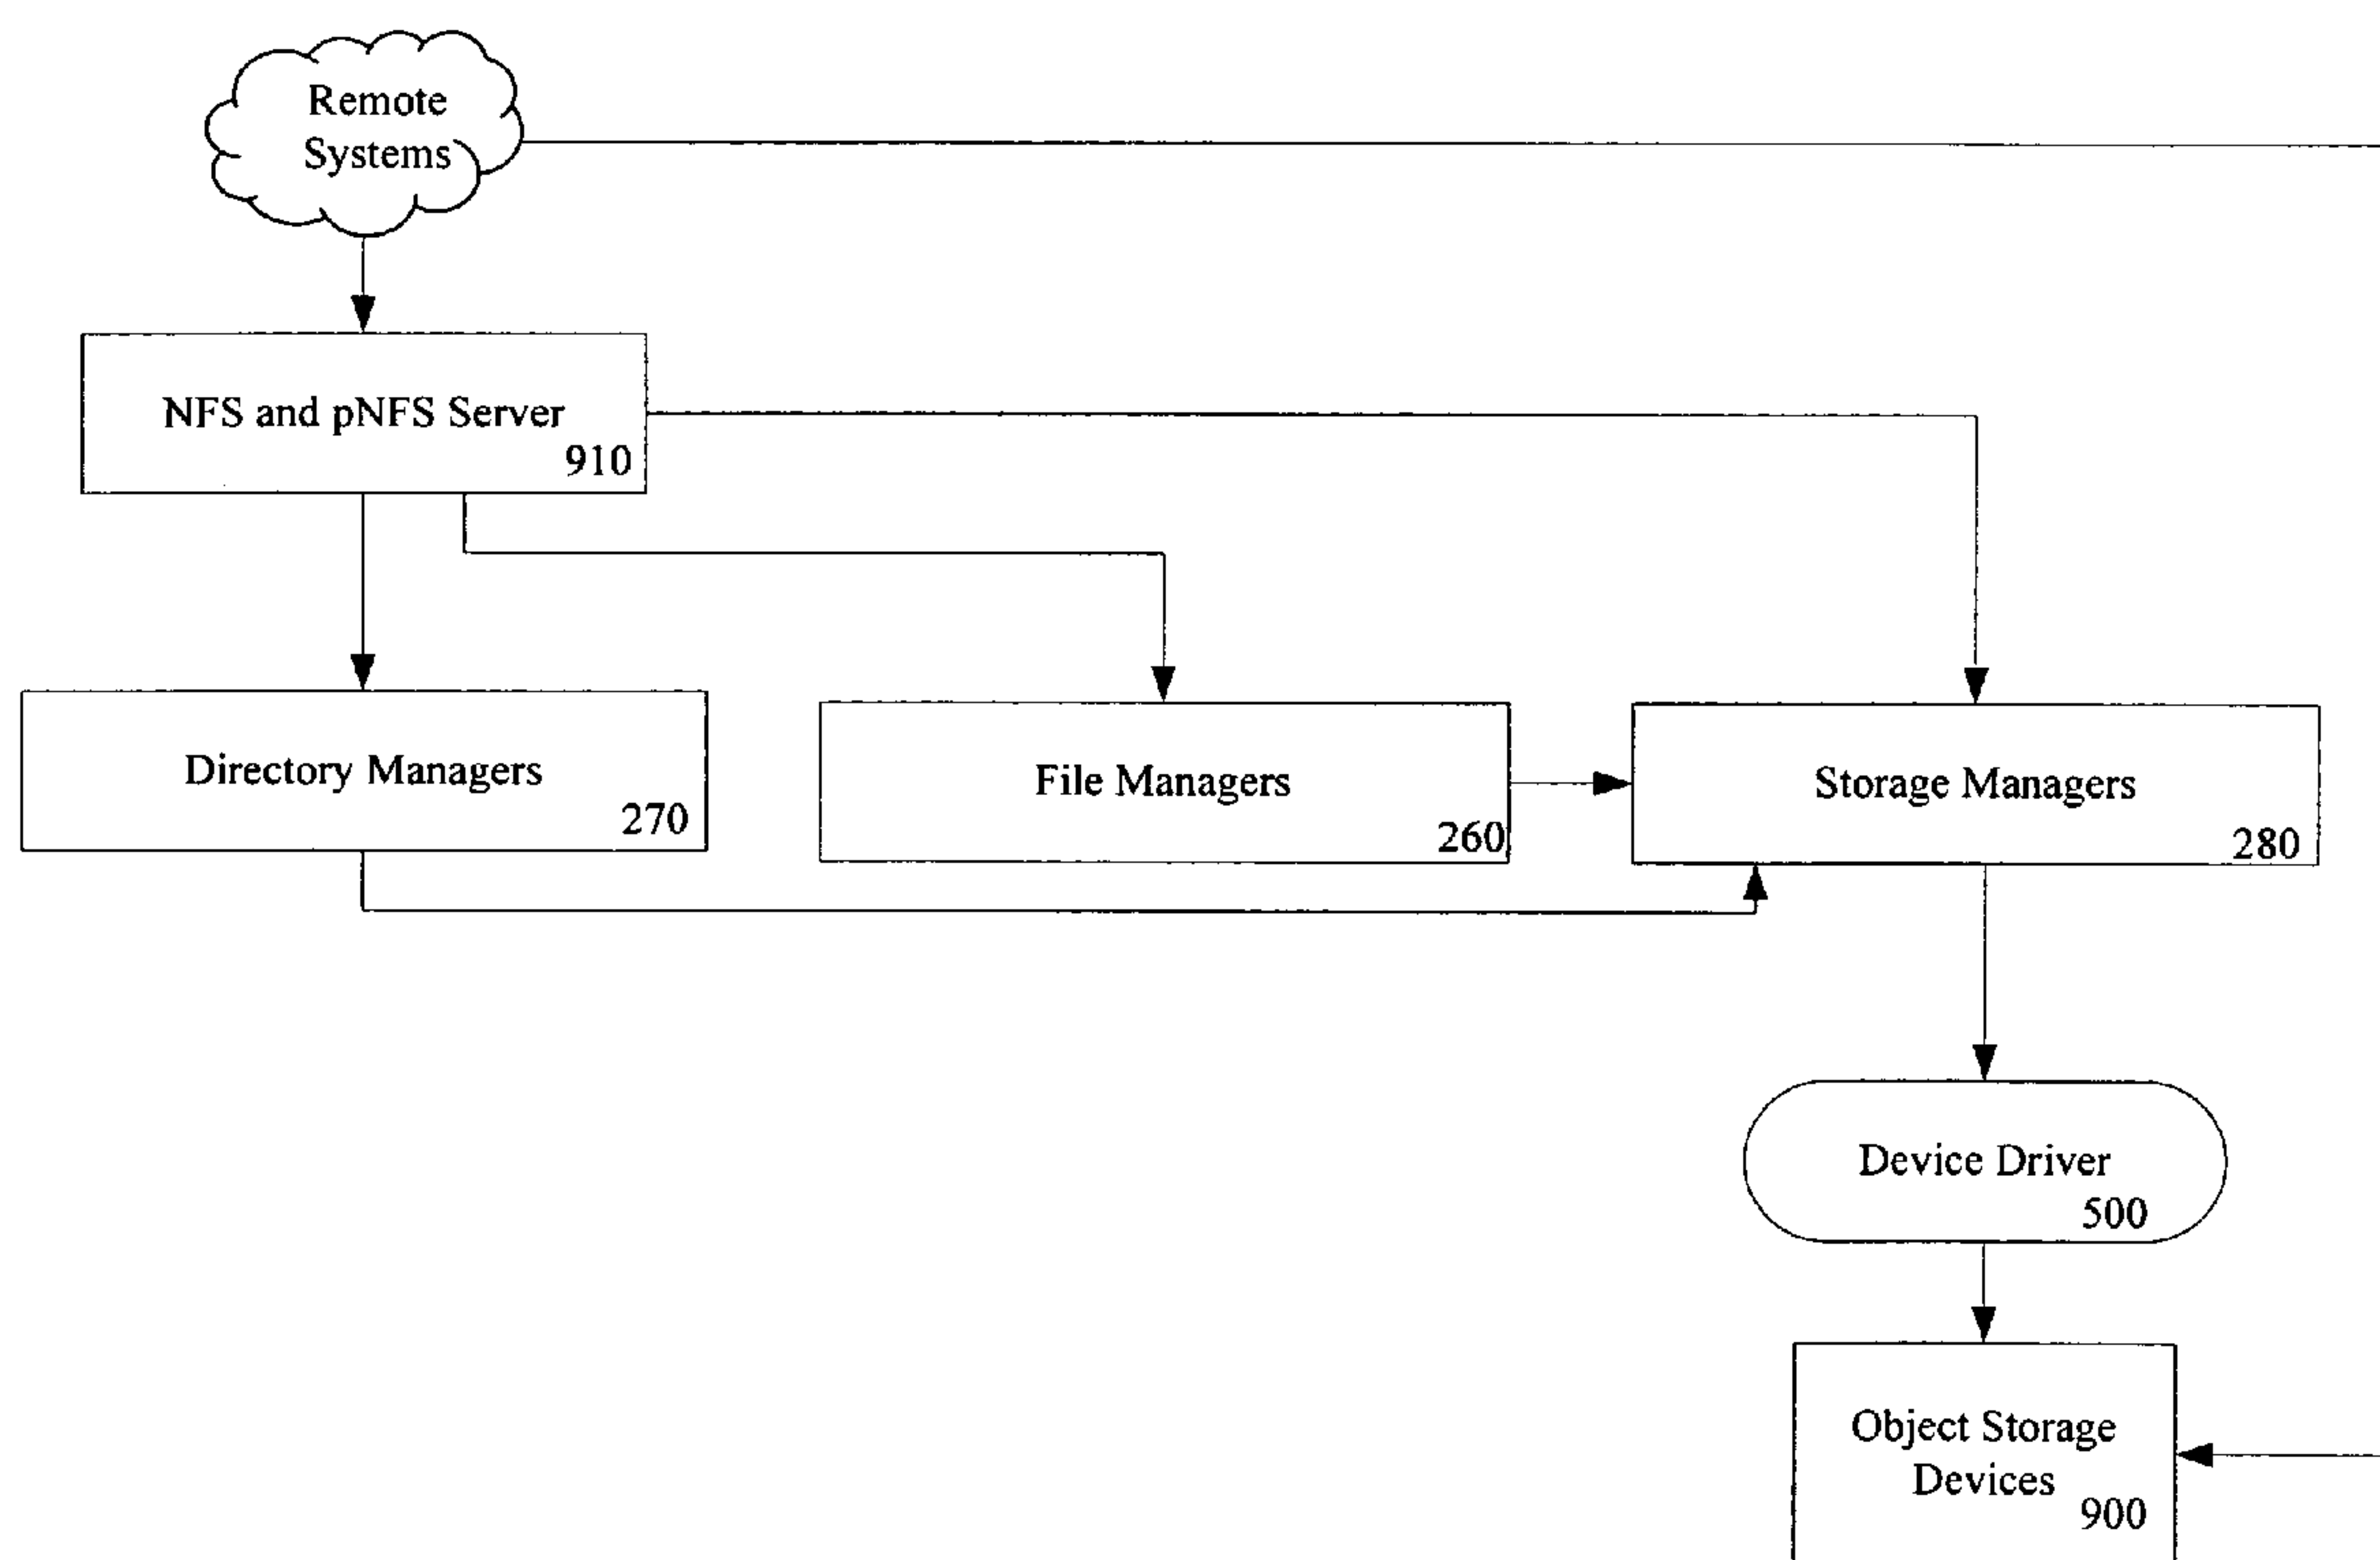 Remote
Systems
NFS and pNFS Server
910
Directory Managers
270
File Managers
260
Storage Managers
280
Device Driver
500
Object Storage
Devices
900